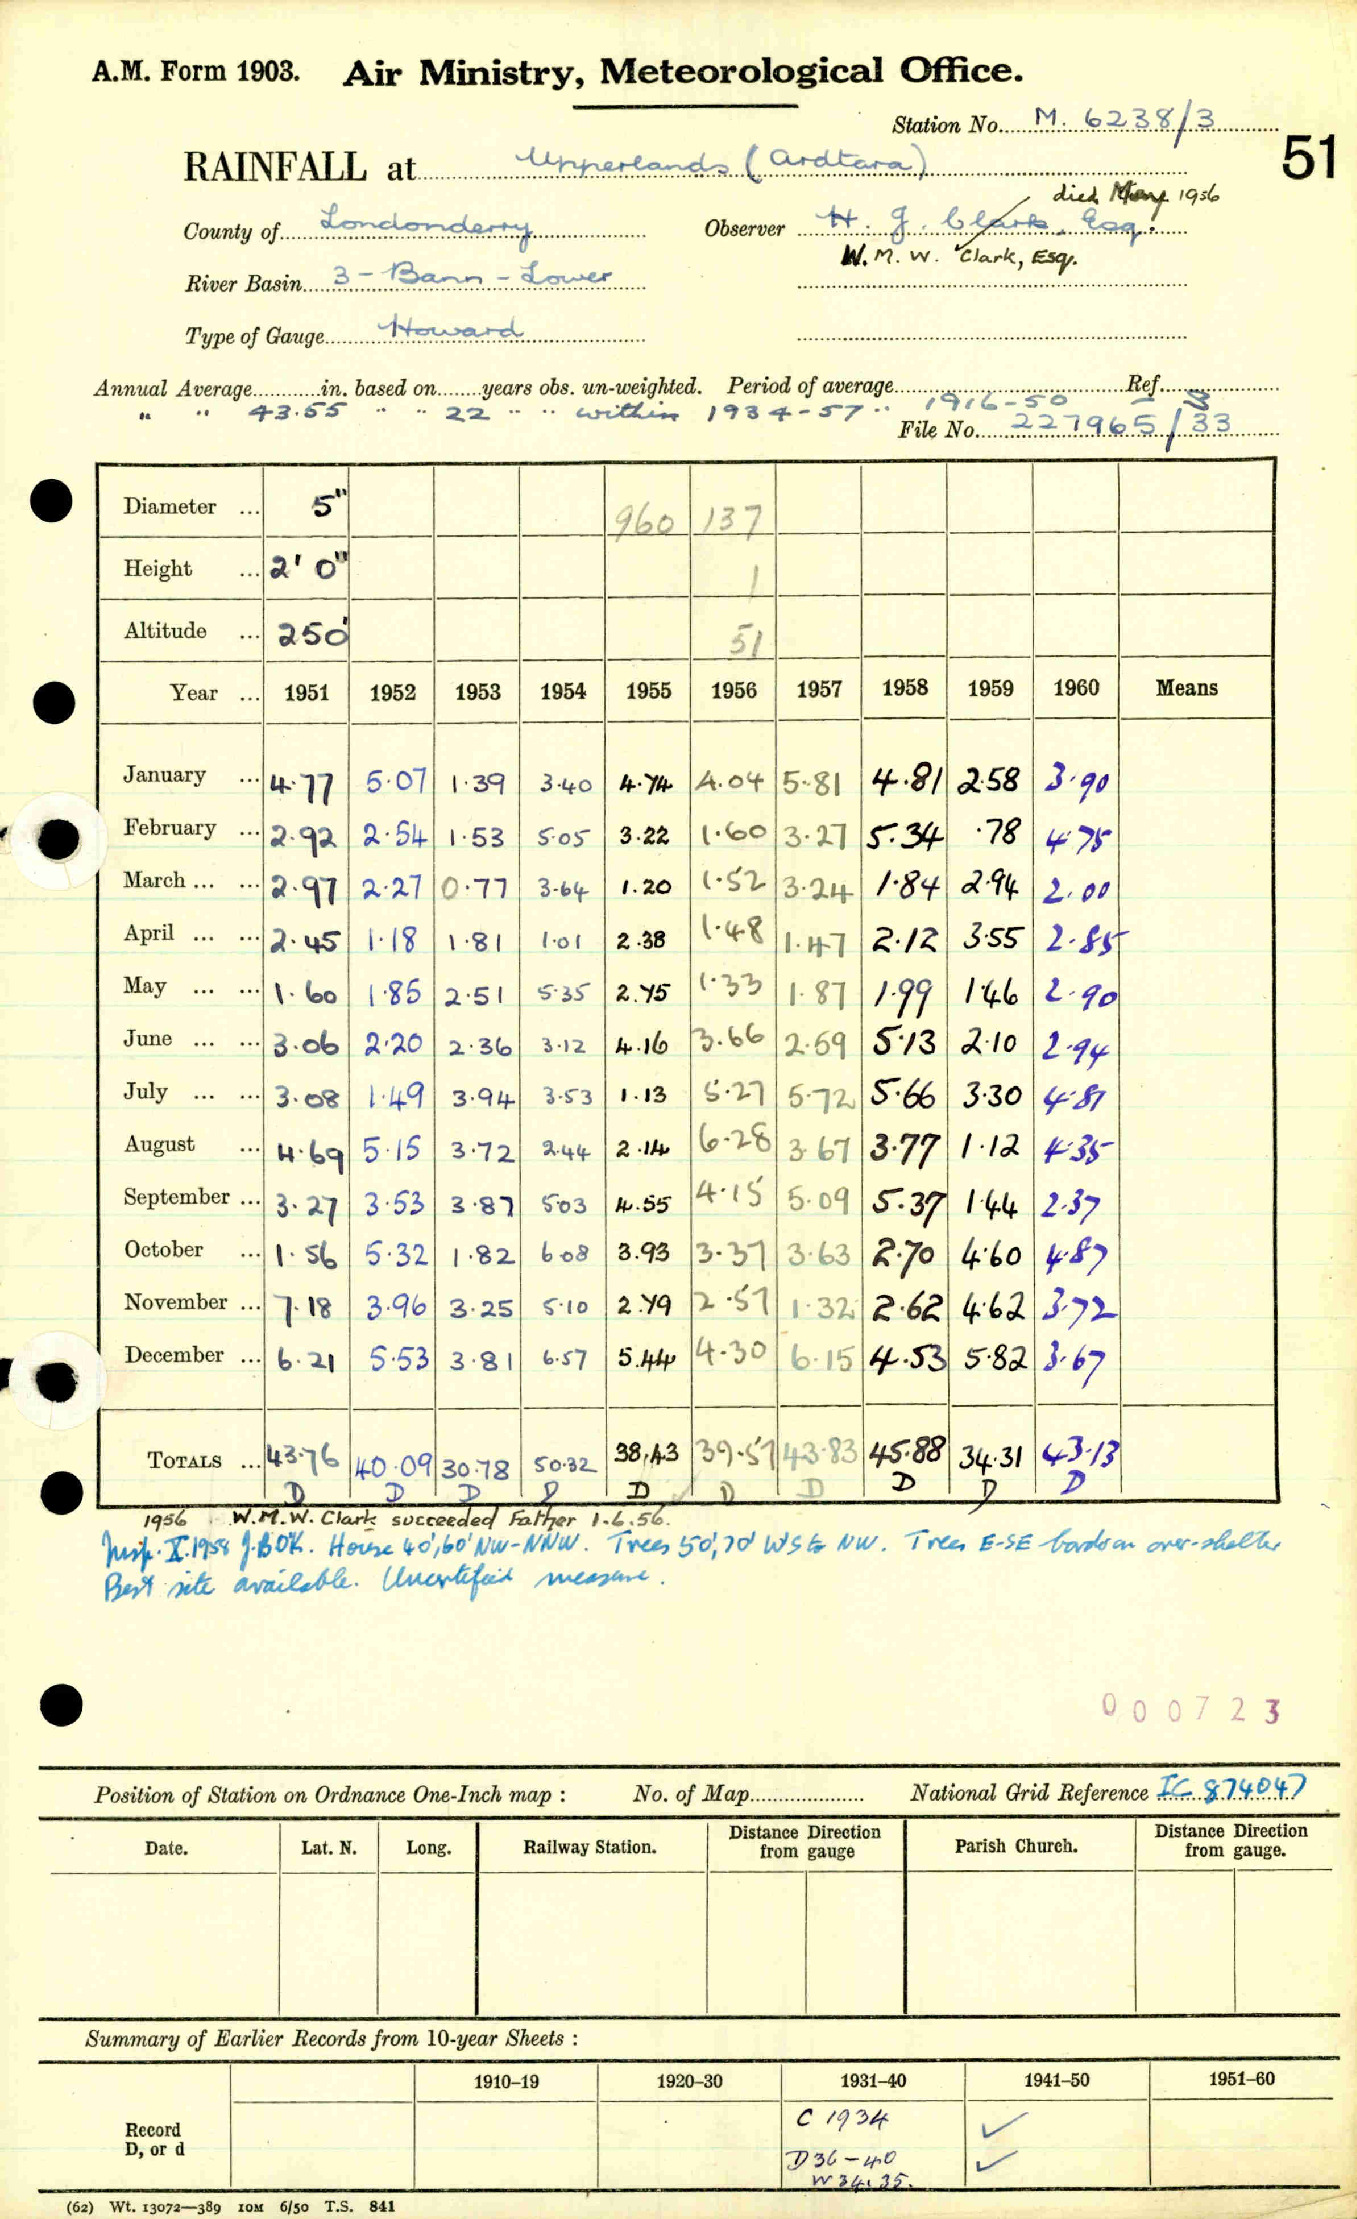 A.M. Form 1903. Air Ministry, Meteorological Office.
Station No. M. 6238/3
51
RAINFALL at Upperlands (Ardtara)
died May 1956
County of Londonderry Observer H. J. Clark, Esq.
W. M. W. Clark, Esq.
River Basin 3 - Bann - Lower
Type of Gauge Howard
Annual Average in. based on years obs. un-weighted. Period of average Ref.
" " 43.55 " " 22 " " within 1934-57 " 1916-50
File No. 227965/33
Diameter ... 5" 960 137
Height ... 2' 0" 1
Altitude ... 250' 51
Year ... 1951 1952 1953 1954 1955 1956 1957 1958 1959 1960 Means
January ... 4.77 5.07 1.39 3.40 4.74 4.04 5.81 4.81 2.58 3.90
February ... 2.92 2.54 1.53 5.05 3.22 1.60 3.27 5.34 .78 4.75
March ... ... 2.97 2.27 0.77 3.64 1.20 1.52 3.24 1.84 2.94 2.00
April ... ... 2.45 1.18 1.81 1.01 2.38 1.48 1.47 2.12 3.55 2.85
May ... ... 1.60 1.85 2.51 5.35 2.75 1.33 1.87 1.99 1.46 2.90
June ... ... 3.06 2.20 2.36 3.12 4.16 3.66 2.59 5.13 2.10 2.94
July ... ... 3.08 1.49 3.94 3.53 1.13 5.27 5.72 5.66 3.30 4.81
August ... 4.69 5.15 3.72 2.44 2.14 6.28 3.67 3.77 1.12 4.35
September ... 3.27 3.53 3.87 5.03 4.55 4.15 5.09 5.37 1.44 2.37
October ... 1.56 5.32 1.82 6.08 3.93 3.37 3.63 2.70 4.60 4.87
November ... 7.18 3.96 3.25 5.10 2.79 2.57 1.32 2.62 4.62 3.72
December ... 6.21 5.53 3.81 6.57 5.44 4.30 6.15 4.53 5.82 3.67
TOTALS ... 43.76 40.09 30.78 50.32 38.43 39.57 43.83 45.88 34.31 43.13
D D D D D D D D D D
1956 W.M.W. Clark succeeded Father 1.6.56.
Insp. X.1958 J.BOK. House 40',60' NW-NNW. Trees 50',70' WSW to NW. Trees E-SE borders on over-shelter
Best site available. Uncertified measure.
000723
Position of Station on Ordnance One-Inch map : No. of Map National Grid Reference IC 874047
Date. Lat. N. Long. Railway Station. Distance Direction from gauge Parish Church. Distance Direction from gauge.
Summary of Earlier Records from 10-year Sheets :
1910–19 1920–30 1931–40 1941–50 1951–60
Record D, or d C 1934 ✓
D36-40 ✓
W 34.35.
(62) Wt. 13072—389 10M 6/50 T.S. 841